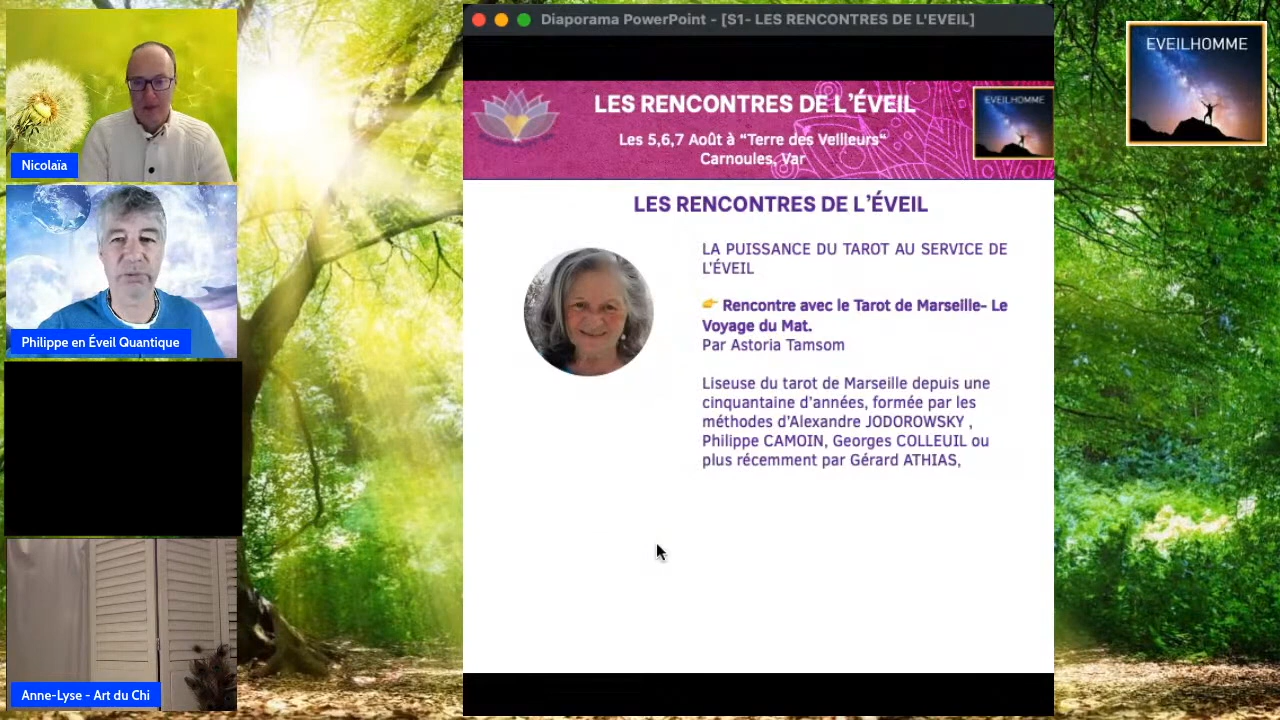 Diaporama PowerPoint - [S1- LES RENCONTRES DE L'EVEIL]
LES RENCONTRES DE L'ÉVEIL
Les 5,6,7 Août à “Terre des Veilleurs“
Carnoules, Var
EVEILHOMME
EVEILHOMME
LES RENCONTRES DE L'ÉVEIL
LA PUISSANCE DU TAROT AU SERVICE DE
L'ÉVEIL
👉 Rencontre avec le Tarot de Marseille- Le
Voyage du Mat.
Par Astoria Tamsom
Liseuse du tarot de Marseille depuis une
cinquantaine d'années, formée par les
méthodes d'Alexandre JODOROWSKY ,
Philippe CAMOIN, Georges COLLEUIL ou
plus récemment par Gérard ATHIAS,
Nicolaïa
Philippe en Éveil Quantique
Anne-Lyse - Art du Chi